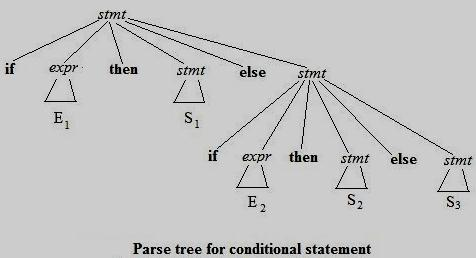 stmt
if expr then stmt else stmt
E1 S1
if expr then stmt else stmt
E2 S2 S3
Parse tree for conditional statement